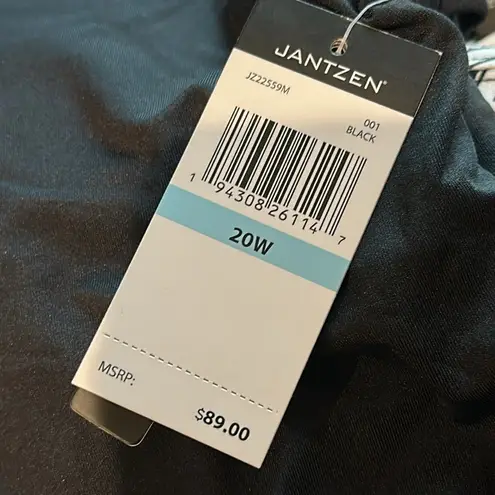 JANTZEN®
JZ22559M
001
BLACK
1 94308 26114 7
20W
MSRP:
$89.00